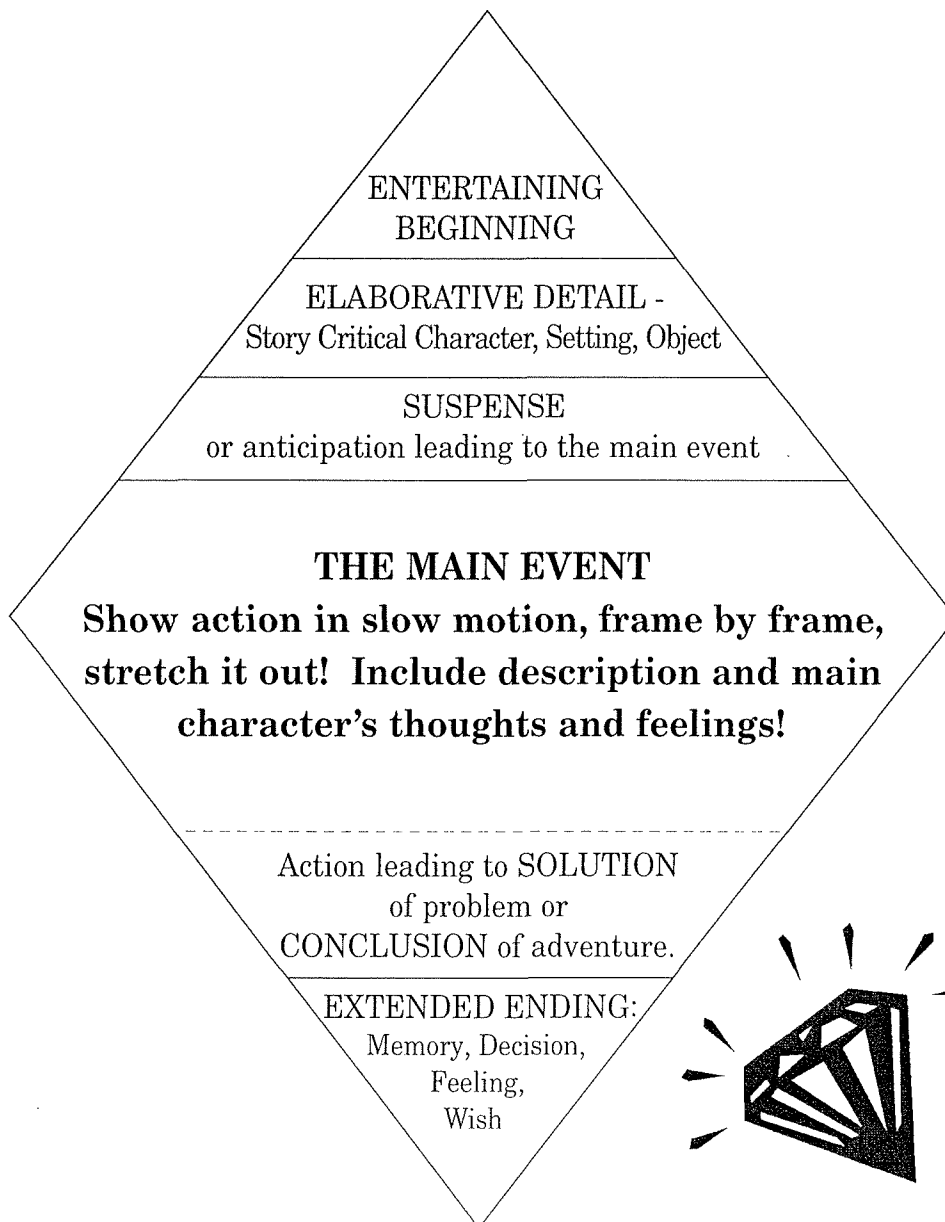 ENTERTAINING
BEGINNING
ELABORATIVE DETAIL -
Story Critical Character, Setting, Object
SUSPENSE
or anticipation leading to the main event
THE MAIN EVENT
Show action in slow motion, frame by frame,
stretch it out! Include description and main
character's thoughts and feelings!
Action leading to SOLUTION
of problem or
CONCLUSION of adventure.
EXTENDED ENDING:
Memory, Decision,
Feeling,
Wish